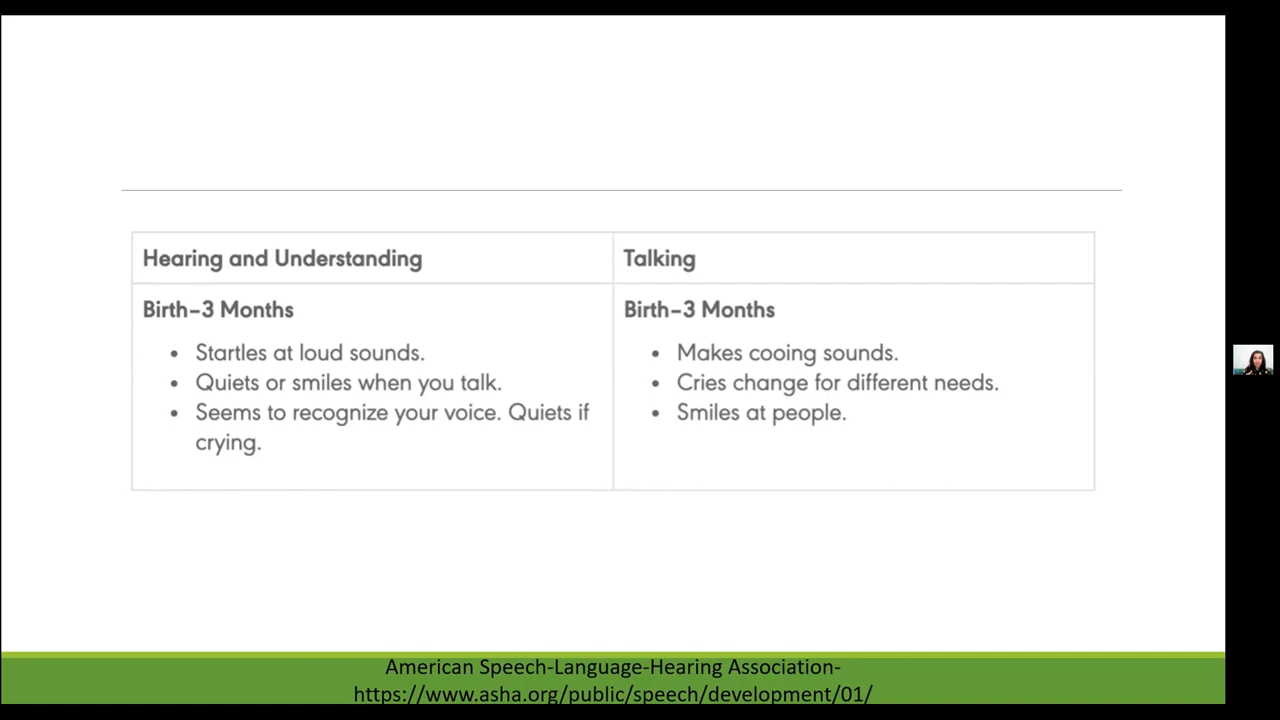 Hearing and Understanding
Talking
Birth–3 Months
• Startles at loud sounds.
• Quiets or smiles when you talk.
• Seems to recognize your voice. Quiets if
crying.
Birth–3 Months
• Makes cooing sounds.
• Cries change for different needs.
• Smiles at people.
American Speech-Language-Hearing Association-
https://www.asha.org/public/speech/development/01/